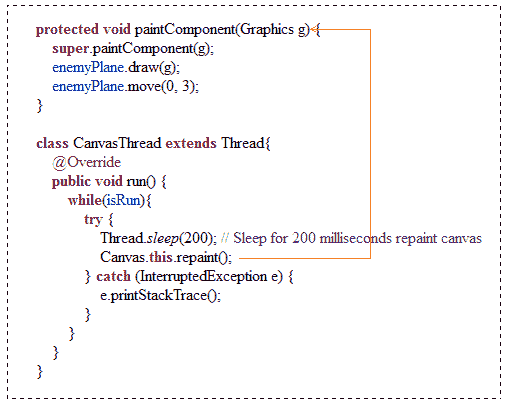 protected void paintComponent(Graphics g) {
super.paintComponent(g);
enemyPlane.draw(g);
enemyPlane.move(0, 3);
}
class CanvasThread extends Thread{
@Override
public void run() {
while(isRun){
try {
Thread.sleep(200); // Sleep for 200 milliseconds repaint canvas
Canvas.this.repaint();
} catch (InterruptedException e) {
e.printStackTrace();
}
}
}
}